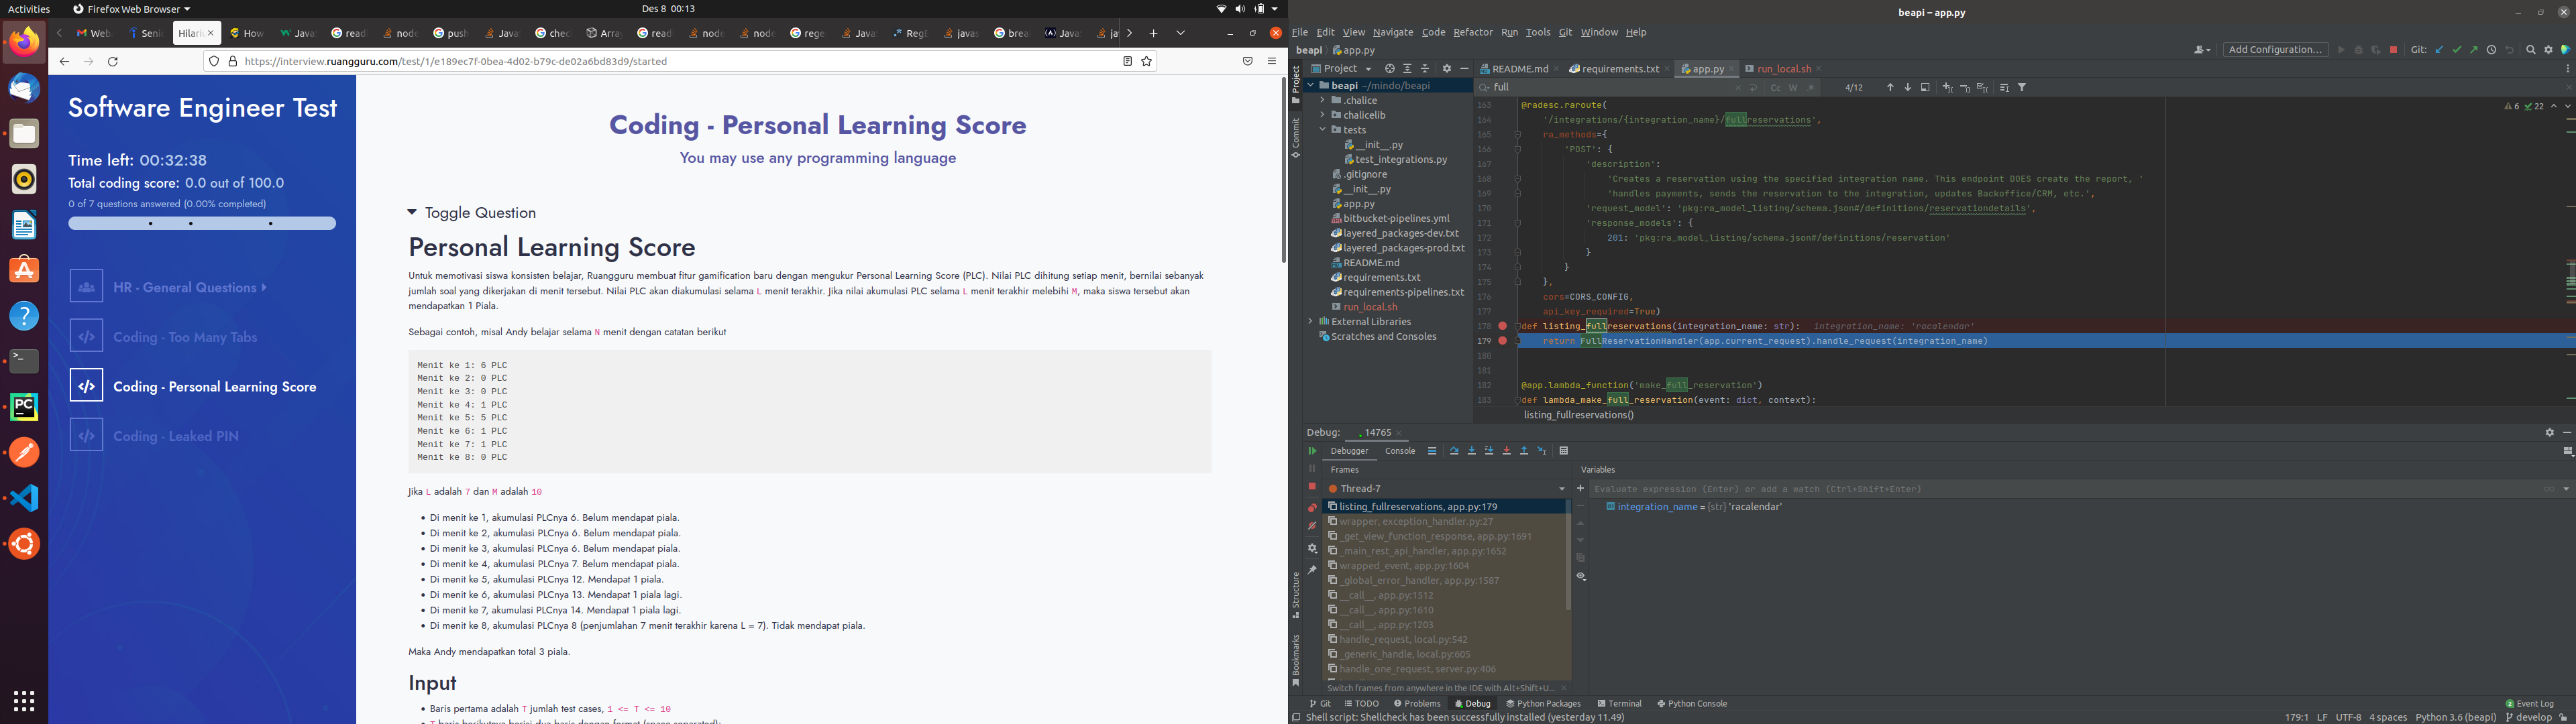 Activities
Firefox Web Browser
Des 8 00:13
Hilariu
How
node
push
regex
https://interview.ruangguru.com/test/1/e189ec7f-0bea-4d02-b79c-de02a6bd83d9/started
Software Engineer Test
Time left: 00:32:38
Total coding score: 0.0 out of 100.0
0 of 7 questions answered (0.00% completed)
HR - General Questions
Coding - Too Many Tabs
Coding - Personal Learning Score
Coding - Leaked PIN
Coding - Personal Learning Score
You may use any programming language
Toggle Question
Personal Learning Score
Untuk memotivasi siswa konsisten belajar, Ruangguru membuat fitur gamification baru dengan mengukur Personal Learning Score (PLC). Nilai PLC dihitung setiap menit, bernilai sebanyak
jumlah soal yang dikerjakan di menit tersebut. Nilai PLC akan diakumulasi selama L menit terakhir. Jika nilai akumulasi PLC selama L menit terakhir melebihi M, maka siswa tersebut akan
mendapatkan 1 Piala.
Sebagai contoh, misal Andy belajar selama N menit dengan catatan berikut
Menit ke 1: 6 PLC
Menit ke 2: 0 PLC
Menit ke 3: 0 PLC
Menit ke 4: 1 PLC
Menit ke 5: 5 PLC
Menit ke 6: 1 PLC
Menit ke 7: 1 PLC
Menit ke 8: 0 PLC
Jika L adalah 7 dan M adalah 10
Di menit ke 1, akumulasi PLCnya 6. Belum mendapat piala.
Di menit ke 2, akumulasi PLCnya 6. Belum mendapat piala.
Di menit ke 3, akumulasi PLCnya 6. Belum mendapat piala.
Di menit ke 4, akumulasi PLCnya 7. Belum mendapat piala.
Di menit ke 5, akumulasi PLCnya 12. Mendapat 1 piala.
Di menit ke 6, akumulasi PLCnya 13. Mendapat 1 piala lagi.
Di menit ke 7, akumulasi PLCnya 14. Mendapat 1 piala lagi.
Di menit ke 8, akumulasi PLCnya 8 (penjumlahan 7 menit terakhir karena L = 7). Tidak mendapat piala.
Maka Andy mendapatkan total 3 piala.
Input
Baris pertama adalah T jumlah test cases, 1 <= T <= 10
beapi – app.py
File Edit View Navigate Code Refactor Run Tools Git Window Help
beapi app.py
Add Configuration...
Git:
Project
README.md
requirements.txt
app.py
run_local.sh
beapi ~/mindo/beapi
.chalice
chalicelib
tests
__init__.py
test_integrations.py
.gitignore
__init__.py
app.py
bitbucket-pipelines.yml
layered_packages-dev.txt
layered_packages-prod.txt
README.md
requirements.txt
requirements-pipelines.txt
run_local.sh
External Libraries
Scratches and Consoles
Project
Commit
Structure
Bookmarks
full
Cc W
4/12
6 22
163 @radesc.raroute(
164 '/integrations/{integration_name}/fullreservations',
165 ra_methods={
166 'POST': {
167 'description':
168 'Creates a reservation using the specified integration name. This endpoint DOES create the report, '
169 'handles payments, sends the reservation to the integration, updates Backoffice/CRM, etc.',
170 'request_model': 'pkg:ra_model_listing/schema.json#/definitions/reservationdetails',
171 'response_models': {
172 201: 'pkg:ra_model_listing/schema.json#/definitions/reservation'
173 }
174 }
175 },
176 cors=CORS_CONFIG,
177 api_key_required=True)
178 def listing_fullreservations(integration_name: str): integration_name: 'racalendar'
179 return FullReservationHandler(app.current_request).handle_request(integration_name)
180
181
182 @app.lambda_function('make_full_reservation')
183 def lambda_make_full_reservation(event: dict, context):
listing_fullreservations()
Debug: 14765
Debugger Console
Frames
Variables
Thread-7
Evaluate expression (Enter) or add a watch (Ctrl+Shift+Enter)
integration_name = {str} 'racalendar'
listing_fullreservations, app.py:179
wrapper, exception_handler.py:27
_get_view_function_response, app.py:1691
_main_rest_api_handler, app.py:1652
wrapped_event, app.py:1604
_global_error_handler, app.py:1587
__call__, app.py:1512
__call__, app.py:1610
__call__, app.py:1203
handle_request, local.py:542
_generic_handle, local.py:605
handle_one_request, server.py:406
Switch frames from anywhere in the IDE with Alt+Shift+U...
Git TODO Problems Debug Python Packages Terminal Python Console
2 Event Log
Shell script: Shellcheck has been successfully installed (yesterday 11.49)
179:1 LF UTF-8 4 spaces Python 3.6 (beapi) develop